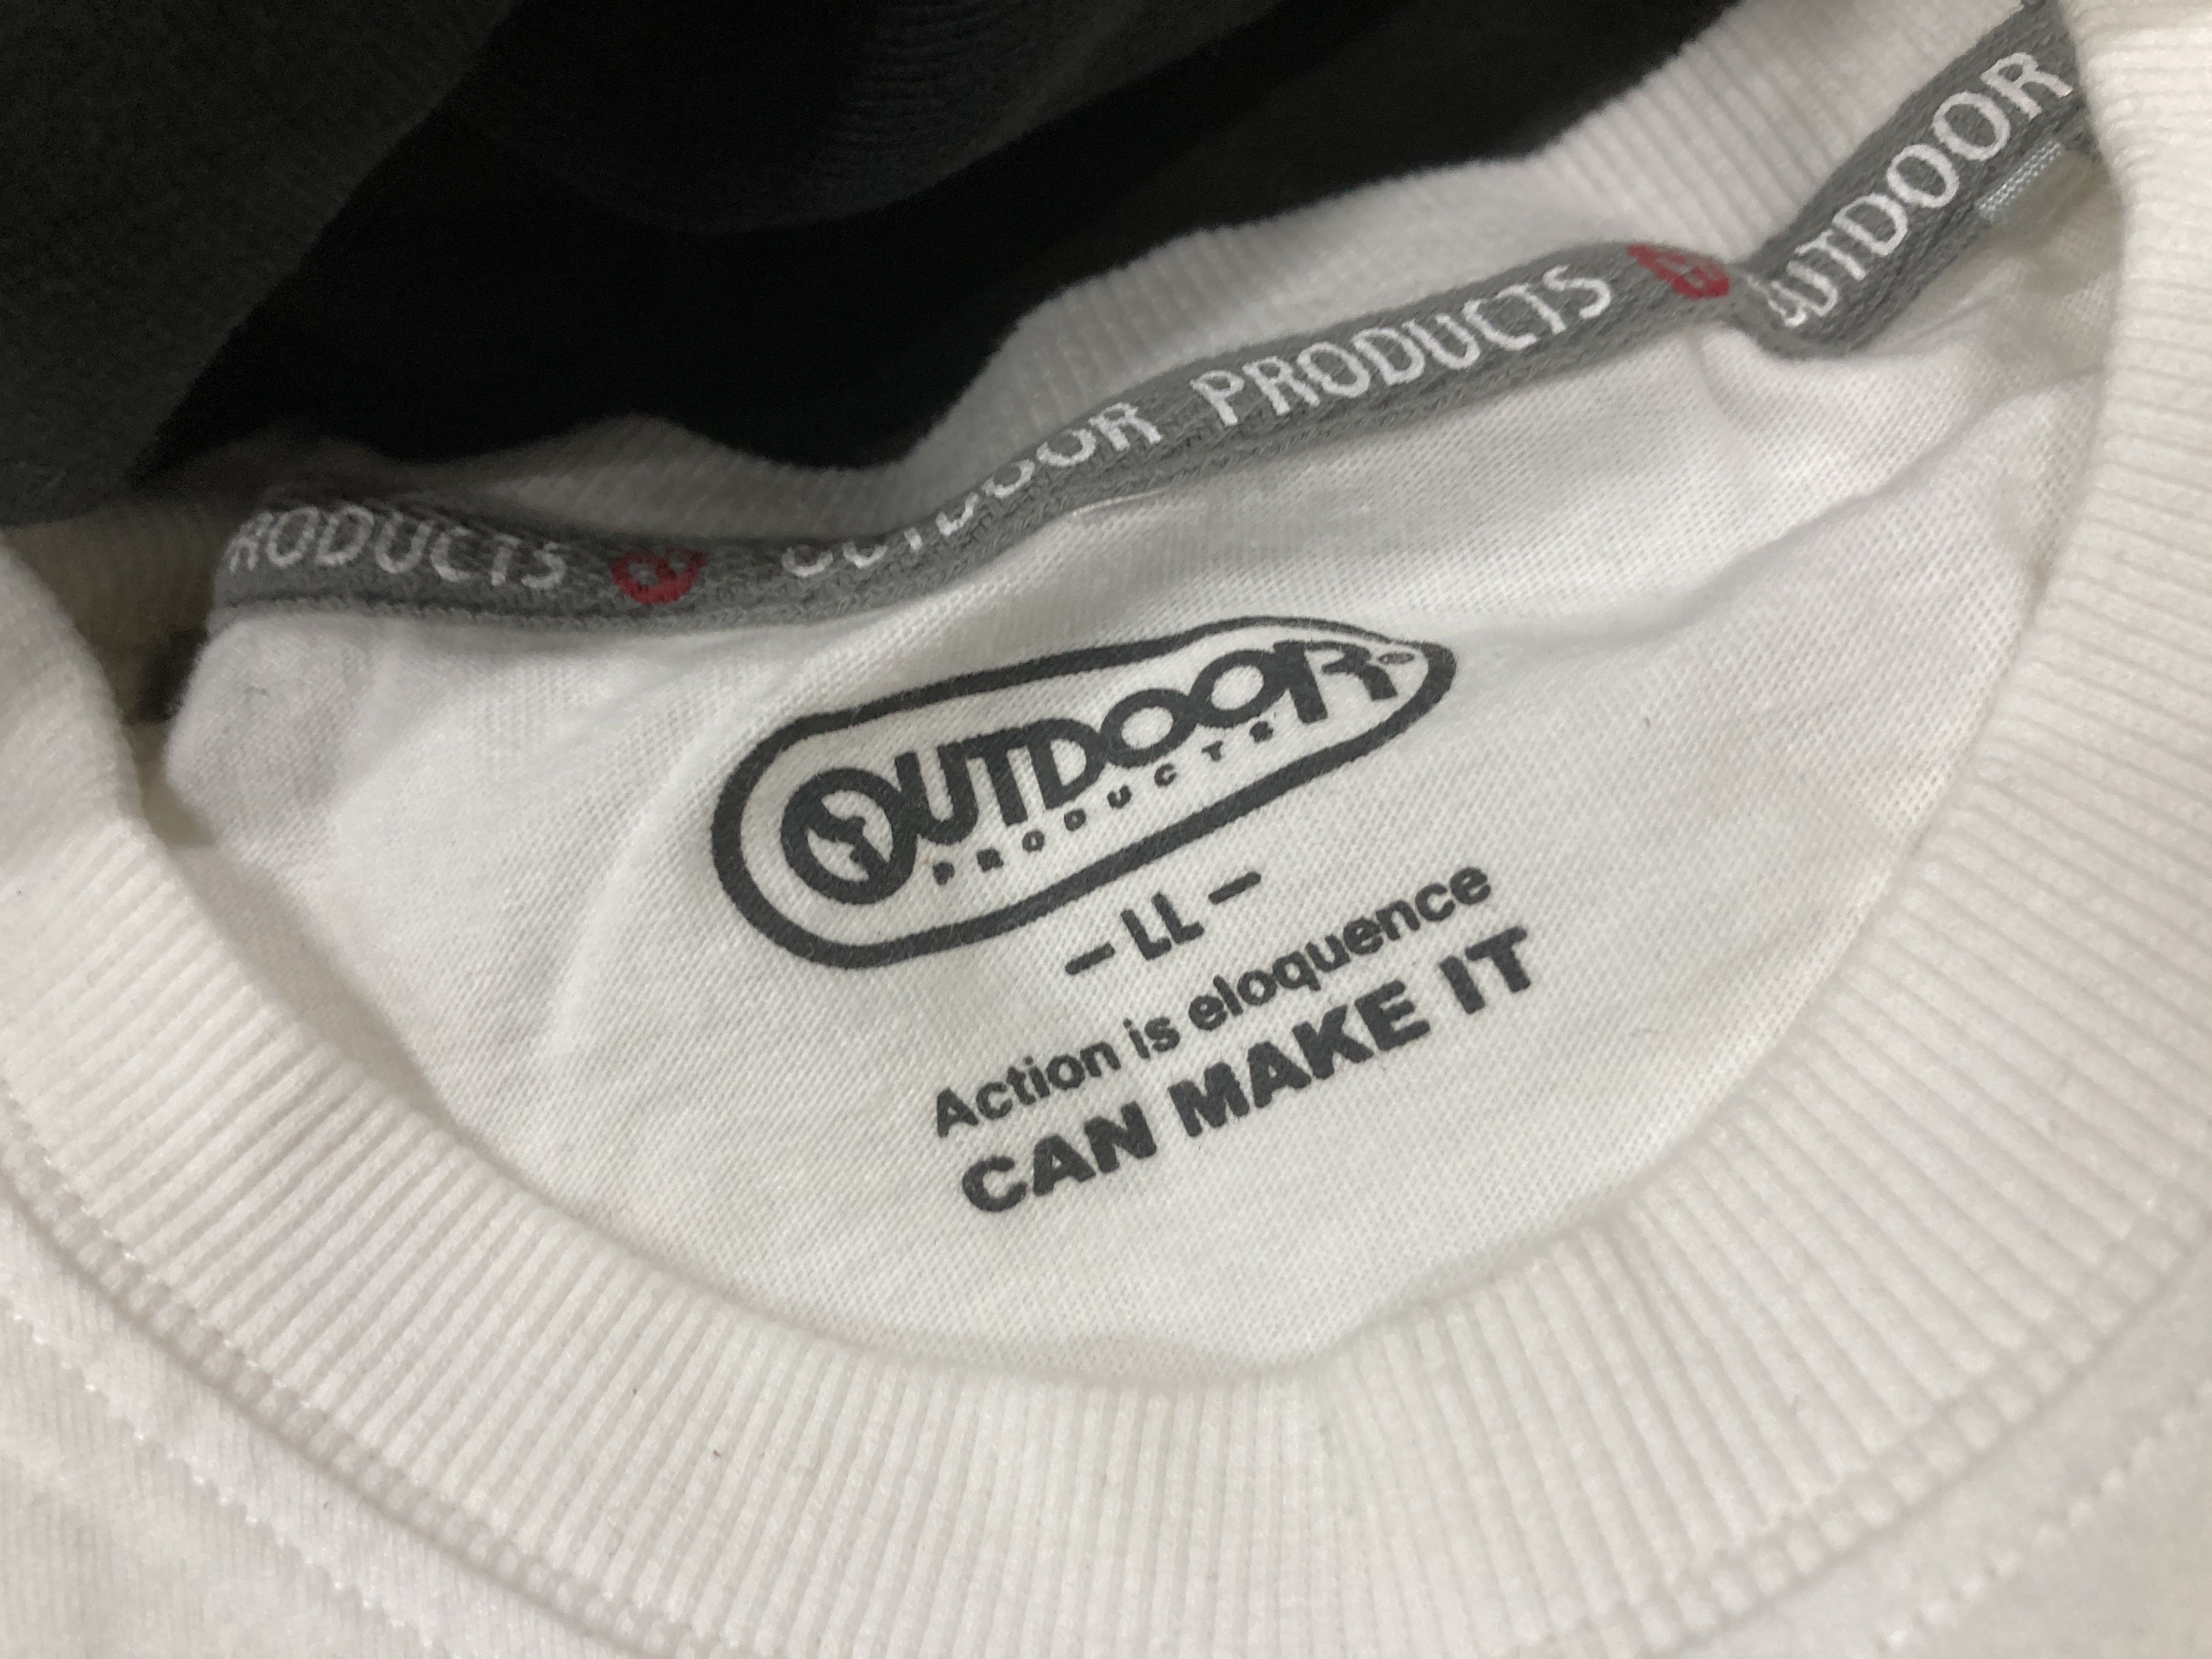 OUTDOOR
PRODUCTS OUTDOOR PRODUCTS
OUTDOOR
PRODUCTS
- LL -
Action is eloquence
CAN MAKE IT